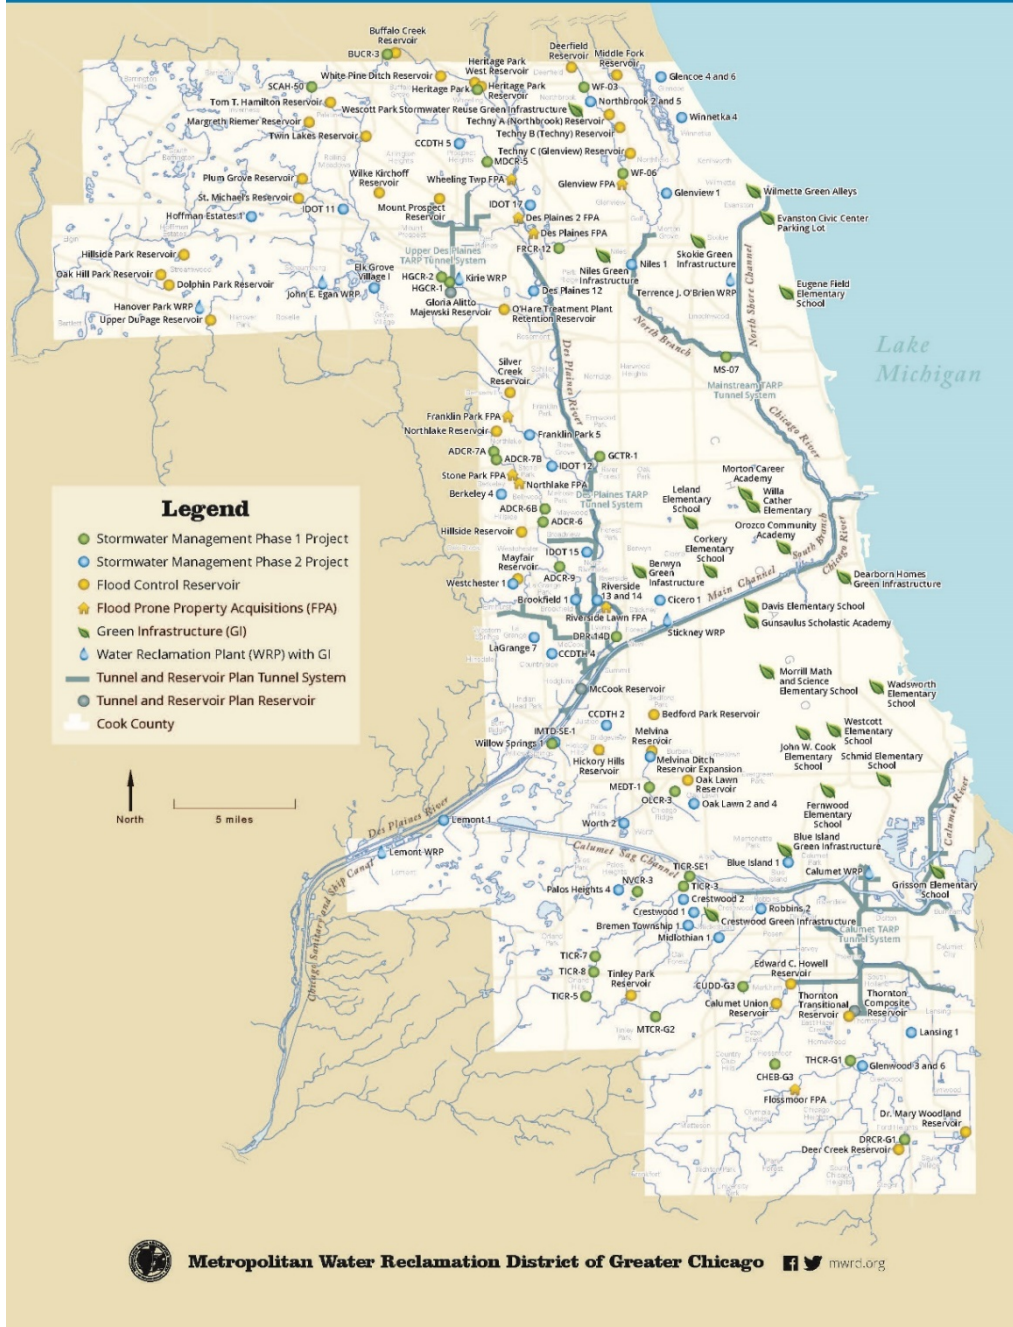 Buffalo Creek
Reservoir
BUCR-3
Deerfield
Reservoir
Middle Fork
Reservoir
White Pine Ditch Reservoir
Heritage Park
West Reservoir
Heritage Park
Heritage Park
Reservoir
Glencoe 4 and 6
SCAH-50
WF-03
Tom T. Hamilton Reservoir
Northbrook 2 and 5
Wescott Park Stormwater Reuse Green Infrastructure
Margreth Riemer Reservoir
Techny A (Northbrook) Reservoir
Winnetka 4
Twin Lakes Reservoir
Techny B (Techny) Reservoir
CCDTH 5
Techny C (Glenview) Reservoir
MDCR-5
Plum Grove Reservoir
Wilke Kirchoff
Reservoir
Wheeling Twp FPA
WF-06
Glenview FPA
Wilmette Green Alleys
St. Michael's Reservoir
Glenview 1
IDOT 11
Mount Prospect
Reservoir
IDOT 17
Hoffman Estates 1
Des Plaines 2 FPA
Evanston Civic Center
Parking Lot
Des Plaines FPA
Upper Des Plaines
TARP Tunnel System
FRCR-12
Skokie Green
Infrastructure
Hillside Park Reservoir
Niles Green
Infrastructure
Niles 1
Oak Hill Park Reservoir
Elk Grove
Village 1
HGCR-2
Kirie WRP
Dolphin Park Reservoir
HGCR-1
John E. Egan WRP
Des Plaines 12
Terrence J. O'Brien WRP
Eugene Field
Elementary
School
Hanover Park WRP
Gloria Alitto
Majewski Reservoir
O'Hare Treatment Plant
Retention Reservoir
Upper DuPage Reservoir
North Branch
North Shore Channel
Des Plaines River
Lake
Michigan
MS-07
Silver
Creek
Reservoir
Mainstream TARP
Tunnel System
Chicago River
Franklin Park FPA
Northlake Reservoir
Franklin Park 5
ADCR-7A
ADCR-7B
GCTR-1
IDOT 12
Stone Park FPA
Northlake FPA
Morton Career
Academy
Berkeley 4
Des Plaines TARP
Tunnel System
Leland
Elementary
School
Willa
Cather
Elementary
ADCR-6B
ADCR-6
Orozco Community
Academy
Hillside Reservoir
Corkery
Elementary
School
South Branch
Chicago River
IDOT 15
Mayfair
Reservoir
Berwyn
Green
Infastructure
ADCR-9
Westchester 1
Riverside
13 and 14
Main Channel
Dearborn Homes
Green Infrastructure
Brookfield 1
Cicero 1
Davis Elementary School
Riverside Lawn FPA
Gunsaulus Scholastic Academy
Stickney WRP
LaGrange 7
DRR-14D
CCDTH 4
Morrill Math
and Science
Elementary School
Wadsworth
Elementary
School
McCook Reservoir
CCDTH 2
Bedford Park Reservoir
Westcott
Elementary
School
IMTD-SE-1
Willow Springs 1
Melvina
Reservoir
John W. Cook
Elementary
School
Hickory Hills
Reservoir
Melvina Ditch
Reservoir Expansion
Schmid Elementary
School
MEDT-1
Oak Lawn
Reservoir
OLCR-3
Oak Lawn 2 and 4
Fernwood
Elementary
School
Worth 2
Lemont 1
Des Plaines River
Lemont WRP
Calumet Sag Channel
Blue Island
Green Infrastructure
Blue Island 1
Calumet River
TICR-SE1
Calumet WRP
Palos Heights 4
NVCR-3
TICR-3
Grissom Elementary
School
Crestwood 2
Crestwood 1
Robbins 2
Crestwood Green Infrastructure
Bremen Township 1
Midlothian 1
Calumet TARP
Tunnel System
Chicago Sanitary and Ship Canal
TICR-7
TICR-8
Tinley Park
Reservoir
Edward C. Howell
Reservoir
TICR-5
CUDD-G3
Calumet Union
Reservoir
Thornton
Transitional
Reservoir
Thornton
Composite
Reservoir
MTCR-G2
Lansing 1
THCR-G1
CHEB-G3
Glenwood 3 and 6
Flossmoor FPA
Dr. Mary Woodland
Reservoir
DRCR-G1
Deer Creek Reservoir
Legend
Stormwater Management Phase 1 Project
Stormwater Management Phase 2 Project
Flood Control Reservoir
Flood Prone Property Acquisitions (FPA)
Green Infrastructure (GI)
Water Reclamation Plant (WRP) with GI
Tunnel and Reservoir Plan Tunnel System
Tunnel and Reservoir Plan Reservoir
Cook County
North
5 miles
Metropolitan Water Reclamation District of Greater Chicago
mwrd.org